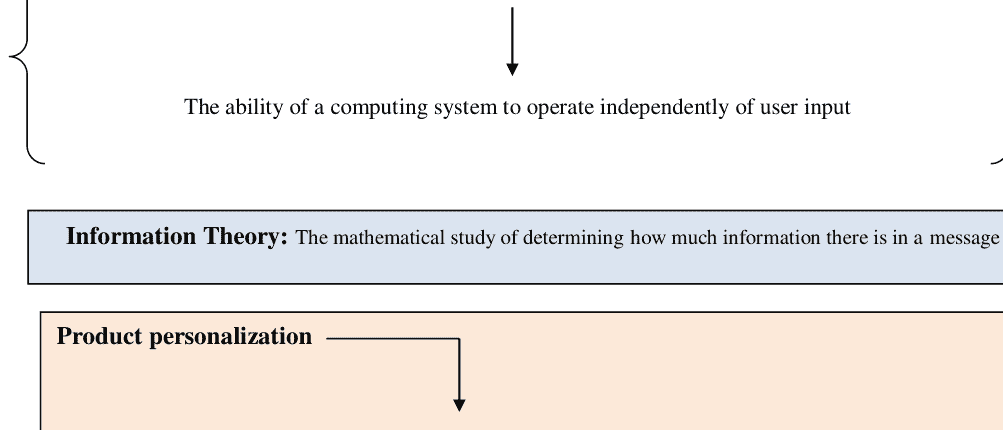 The ability of a computing system to operate independently of user input
Information Theory: The mathematical study of determining how much information there is in a message
Product personalization